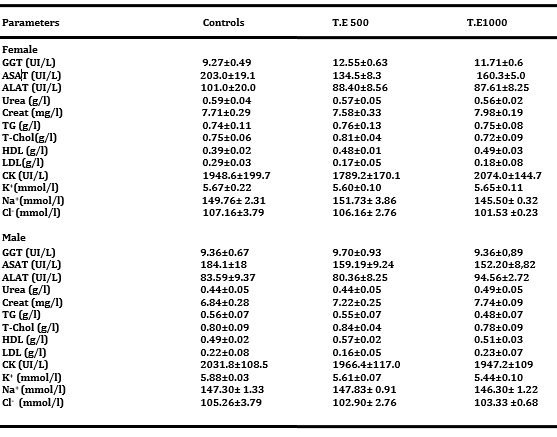 Parameters Controls T.E 500 T.E1000
Female
GGT (UI/L) 9.27±0.49 12.55±0.63 11.71±0.6
ASAT (UI/L) 203.0±19.1 134.5±8.3 160.3±5.0
ALAT (UI/L) 101.0±20.0 88.40±8.56 87.61±8.25
Urea (g/l) 0.59±0.04 0.57±0.05 0.56±0.02
Creat (mg/l) 7.71±0.29 7.58±0.33 7.98±0.19
TG (g/l) 0.74±0.11 0.76±0.13 0.75±0.08
T-Chol(g/l) 0.75±0.06 0.81±0.04 0.72±0.09
HDL (g/l) 0.39±0.02 0.48±0.01 0.49±0.03
LDL(g/l) 0.29±0.03 0.17±0.05 0.18±0.08
CK (UI/L) 1948.6±199.7 1789.2±170.1 2074.0±144.7
K⁺(mmol/l) 5.67±0.22 5.60±0.10 5.65±0.11
Na⁺(mmol/l) 149.76± 2.31 151.73± 3.86 145.50± 0.32
Cl⁻(mmol/l) 107.16±3.79 106.16± 2.76 101.53 ±0.23
Male
GGT (UI/L) 9.36±0.67 9.70±0.93 9.36±0,89
ASAT (UI/L) 184.1±18 159.19±9.24 152.20±8,82
ALAT (UI/L) 83.59±9.37 80.36±8.25 94.56±2.72
Urea (g/l) 0.44±0.05 0.44±0.05 0.49±0.05
Creat (mg/l) 6.84±0.28 7.22±0.25 7.74±0.09
TG (g/l) 0.56±0.07 0.55±0.07 0.48±0.07
T-Chol (g/l) 0.80±0.09 0.84±0.04 0.78±0.09
HDL (g/l) 0.49±0.02 0.57±0.02 0.51±0.03
LDL (g/l) 0.22±0.08 0.16±0.05 0.23±0.07
CK (UI/L) 2031.8±108.5 1966.4±117.0 1947.2±109
K⁺ (mmol/l) 5.88±0.03 5.61±0.07 5.44±0.10
Na⁺(mmol/l) 147.30± 1.33 147.83± 0.91 146.30± 1.22
Cl⁻ (mmol/l) 105.26±3.79 102.90± 2.76 103.33 ±0.68